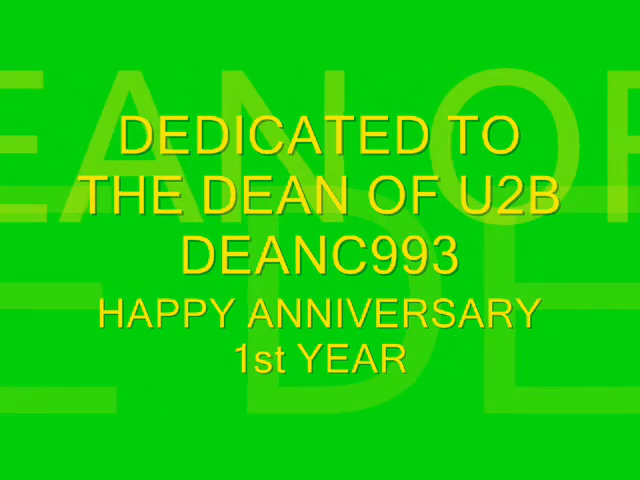 DEDICATED TO
THE DEAN OF U2B
DEANC993
HAPPY ANNIVERSARY
1st YEAR